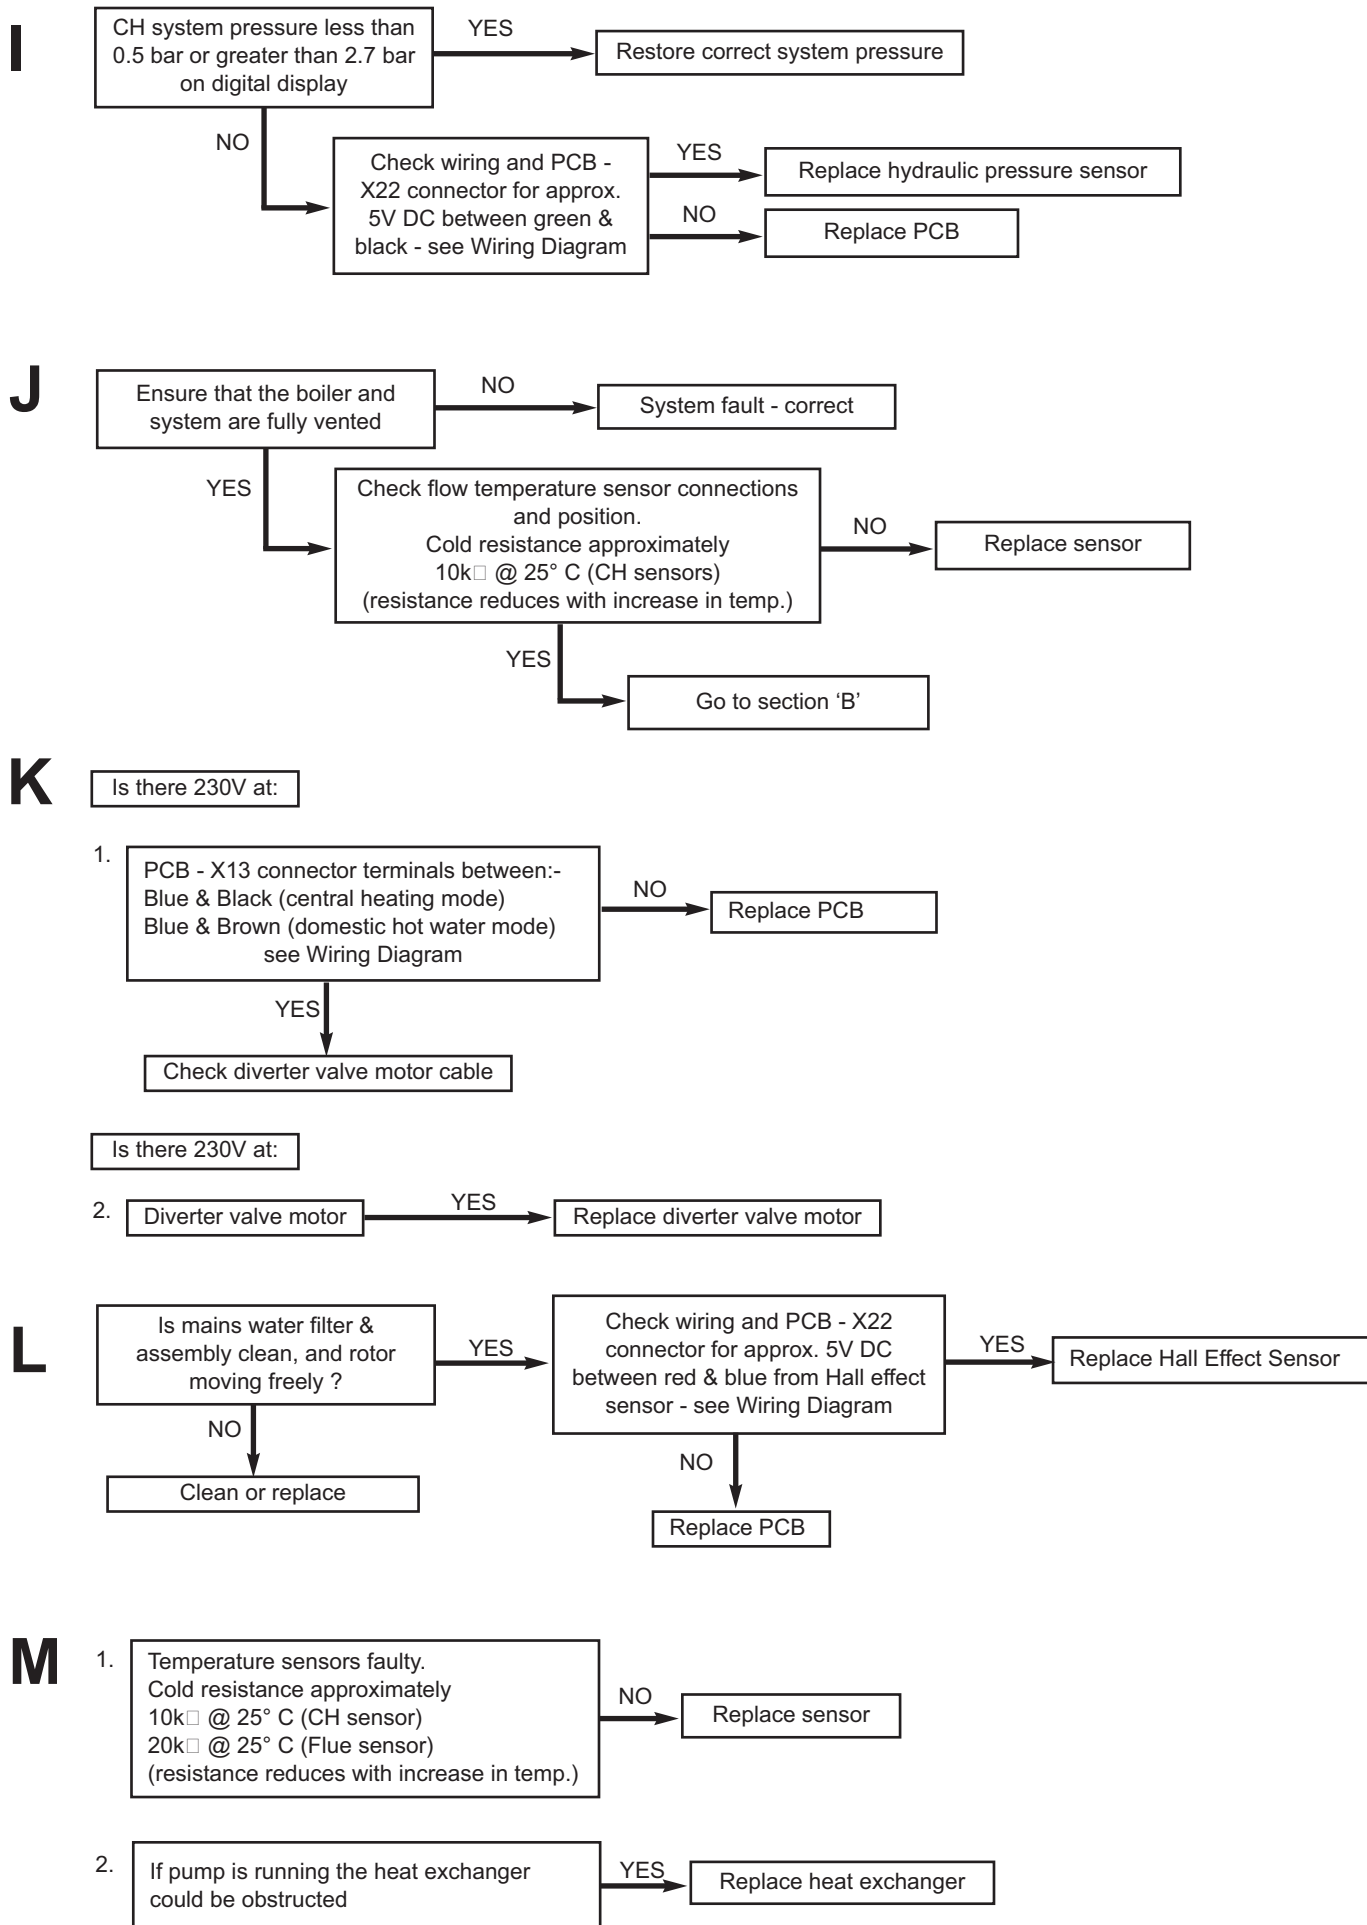 I
CH system pressure less than
0.5 bar or greater than 2.7 bar
on digital display
YES
Restore correct system pressure
NO
Check wiring and PCB -
X22 connector for approx.
5V DC between green &
black - see Wiring Diagram
YES
Replace hydraulic pressure sensor
NO
Replace PCB
J
Ensure that the boiler and
system are fully vented
NO
System fault - correct
YES
Check flow temperature sensor connections
and position.
Cold resistance approximately
10k□ @ 25° C (CH sensors)
(resistance reduces with increase in temp.)
NO
Replace sensor
YES
Go to section ‘B’
K
Is there 230V at:
1.
PCB - X13 connector terminals between:-
Blue & Black (central heating mode)
Blue & Brown (domestic hot water mode)
see Wiring Diagram
NO
Replace PCB
YES
Check diverter valve motor cable
Is there 230V at:
2.
Diverter valve motor
YES
Replace diverter valve motor
L
Is mains water filter &
assembly clean, and rotor
moving freely ?
YES
Check wiring and PCB - X22
connector for approx. 5V DC
between red & blue from Hall effect
sensor - see Wiring Diagram
YES
Replace Hall Effect Sensor
NO
Clean or replace
NO
Replace PCB
M
1.
Temperature sensors faulty.
Cold resistance approximately
10k□ @ 25° C (CH sensor)
20k□ @ 25° C (Flue sensor)
(resistance reduces with increase in temp.)
NO
Replace sensor
2.
If pump is running the heat exchanger
could be obstructed
YES
Replace heat exchanger